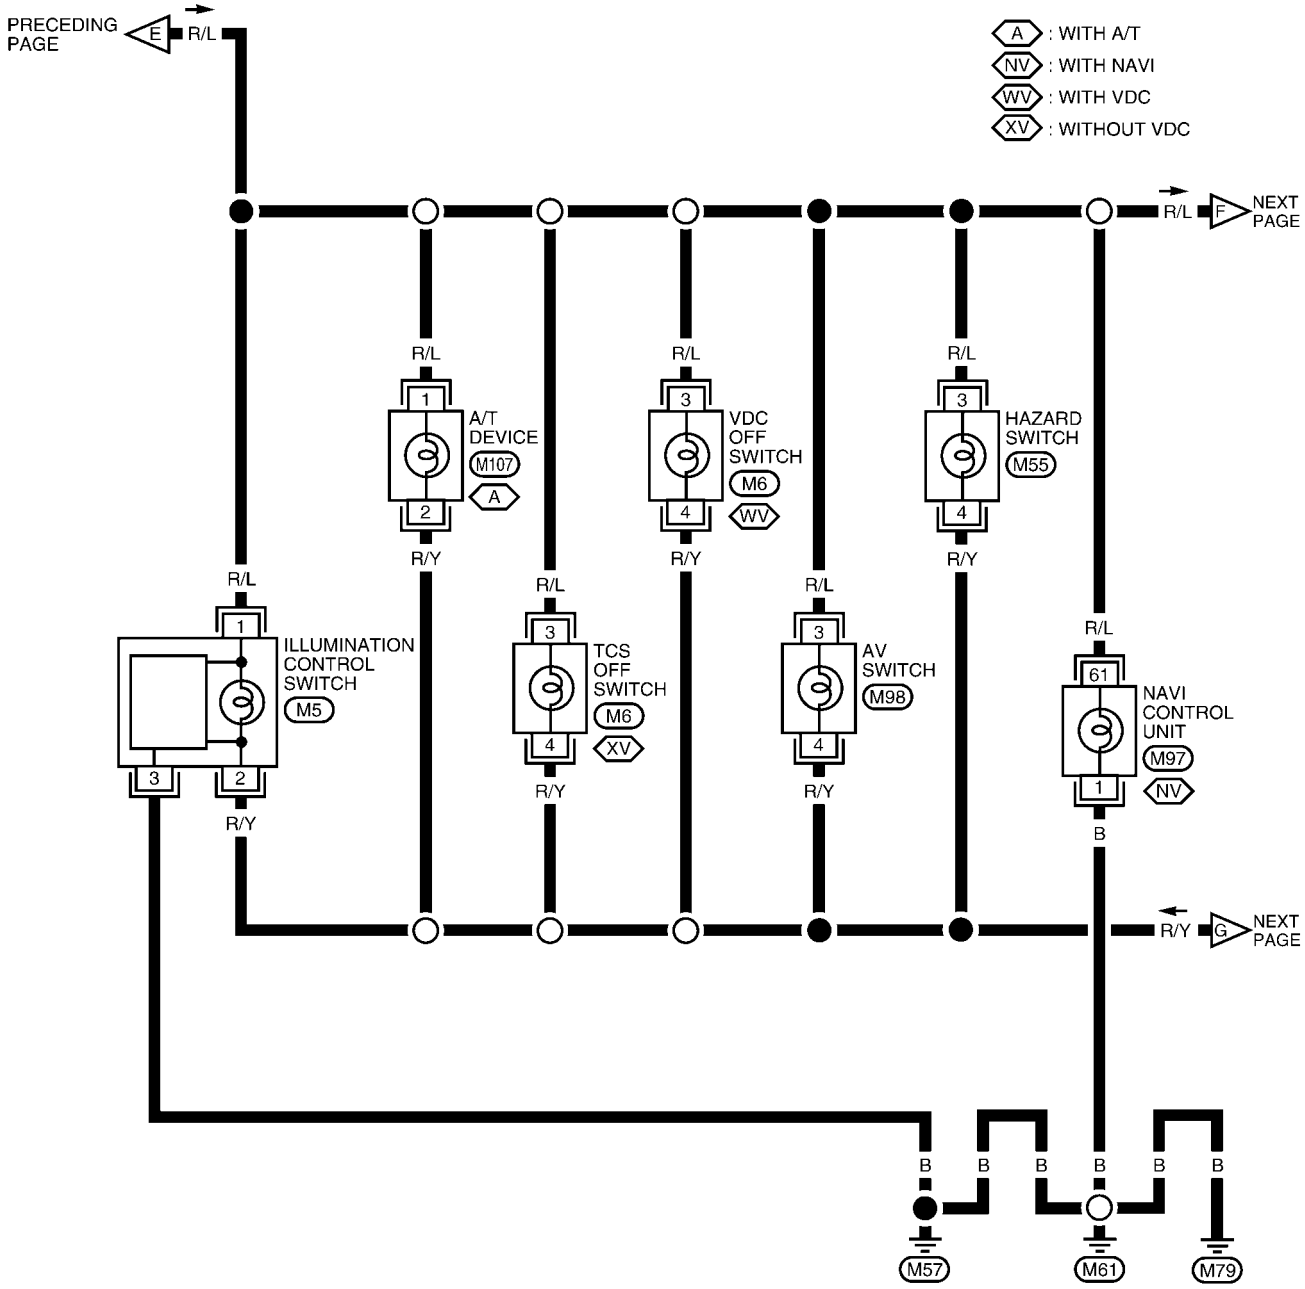 PRECEDING
PAGE
E
R/L
A : WITH A/T
NV : WITH NAVI
WV : WITH VDC
XV : WITHOUT VDC
R/L
F
NEXT
PAGE
R/L
R/L
R/L
1
A/T
DEVICE
M107
A
2
R/Y
3
VDC
OFF
SWITCH
M6
WV
4
R/Y
3
HAZARD
SWITCH
M55
4
R/Y
R/L
1
ILLUMINATION
CONTROL
SWITCH
M5
3
2
R/Y
R/L
3
TCS
OFF
SWITCH
M6
XV
4
R/Y
R/L
3
AV
SWITCH
M98
4
R/Y
R/L
61
NAVI
CONTROL
UNIT
M97
NV
1
B
R/Y
G
NEXT
PAGE
B
B
B
B
B
B
M57
M61
M79